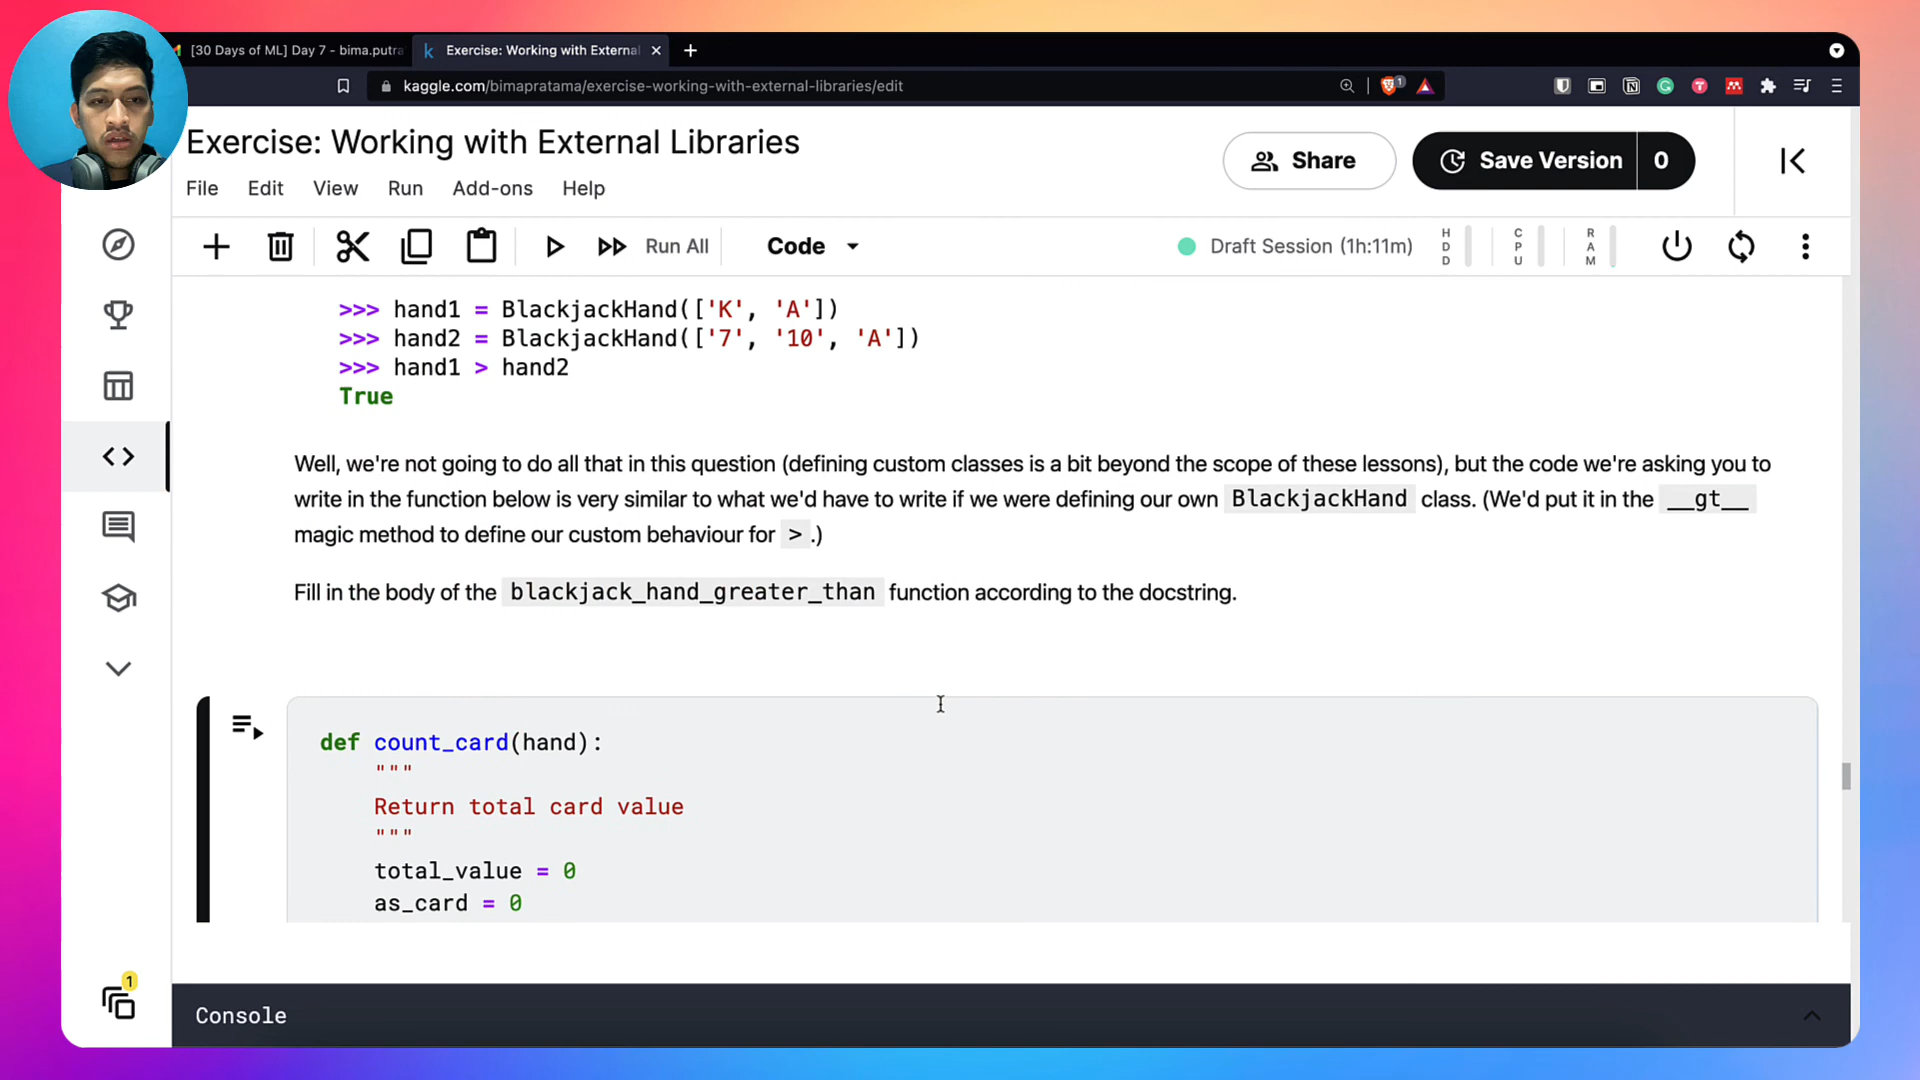 [30 Days of ML] Day 7 - bima.putra
Exercise: Working with External
kaggle.com/bimapratama/exercise-working-with-external-libraries/edit
1
Exercise: Working with External Libraries
Share
Save Version
0
File Edit View Run Add-ons Help
Run All
Code
Draft Session (1h:11m)
HDD
CPU
RAM
>>> hand1 = BlackjackHand(['K', 'A'])
>>> hand2 = BlackjackHand(['7', '10', 'A'])
>>> hand1 > hand2
True
Well, we're not going to do all that in this question (defining custom classes is a bit beyond the scope of these lessons), but the code we're asking you to
write in the function below is very similar to what we'd have to write if we were defining our own BlackjackHand class. (We'd put it in the __gt__
magic method to define our custom behaviour for > .)
Fill in the body of the blackjack_hand_greater_than function according to the docstring.
def count_card(hand):
"""
Return total card value
"""
total_value = 0
as_card = 0
1
Console